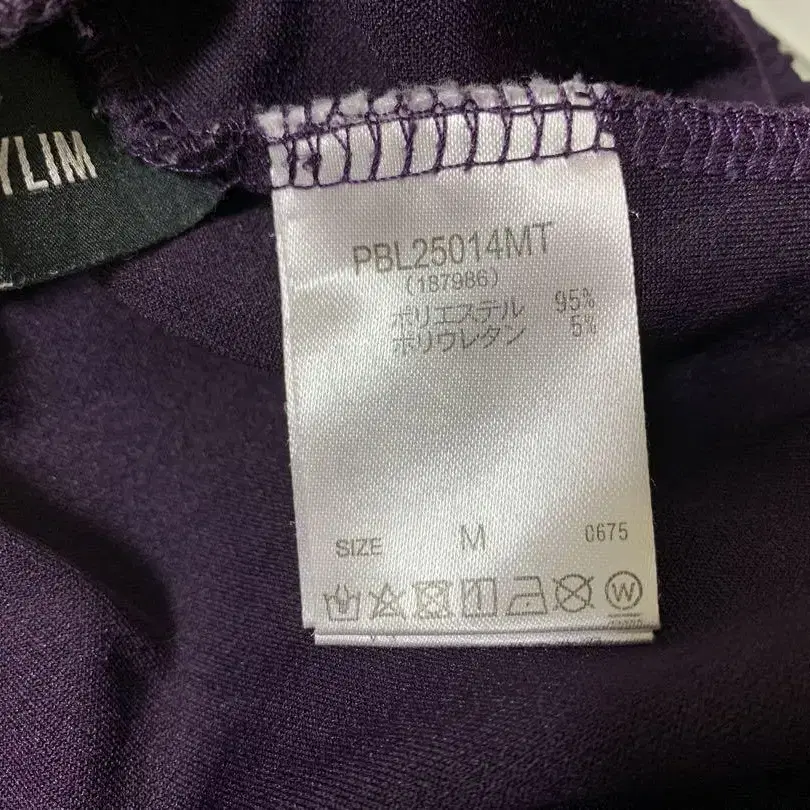 YLIM
PBL25014MT
(187986)
ポリエステル 95%
ポリウレタン 5%
SIZE M 0675
W